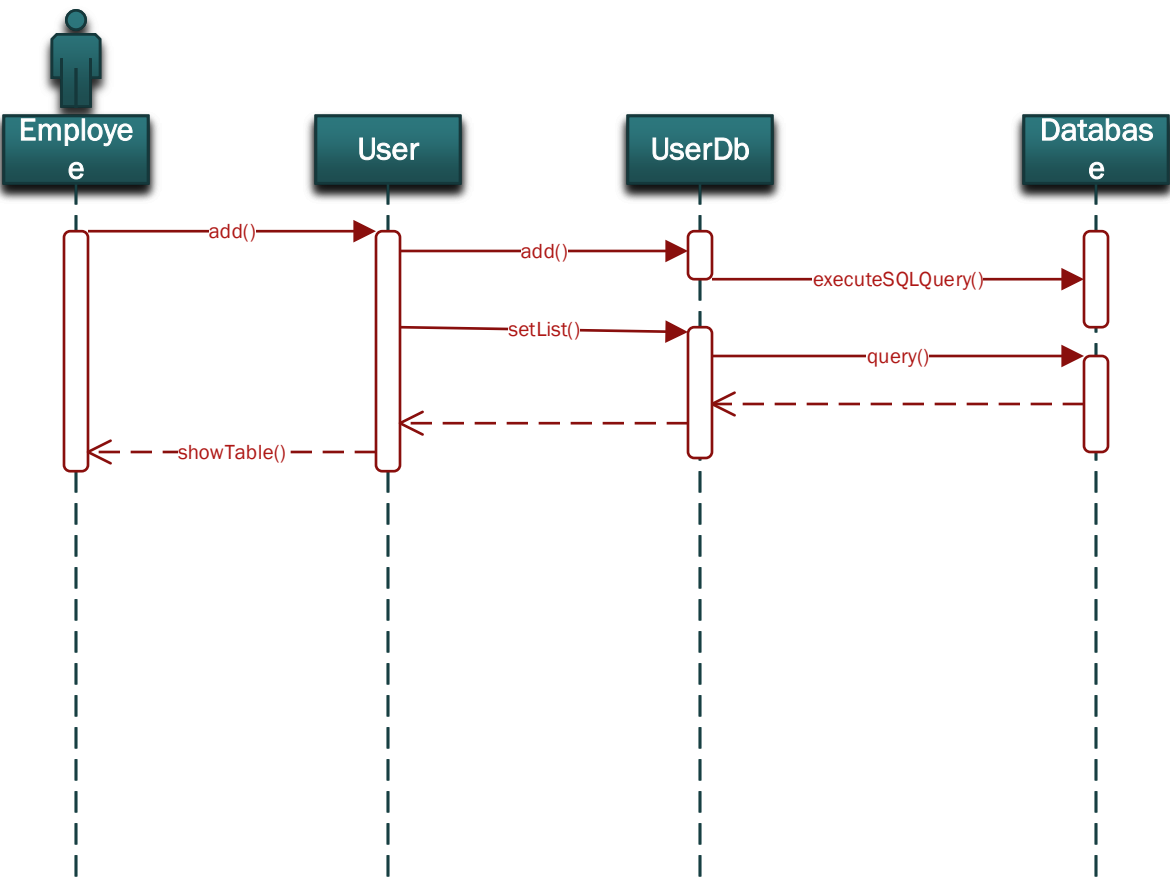 Employe
e
User
UserDb
Databas
e
add()
add()
executeSQLQuery()
setList()
query()
showTable()